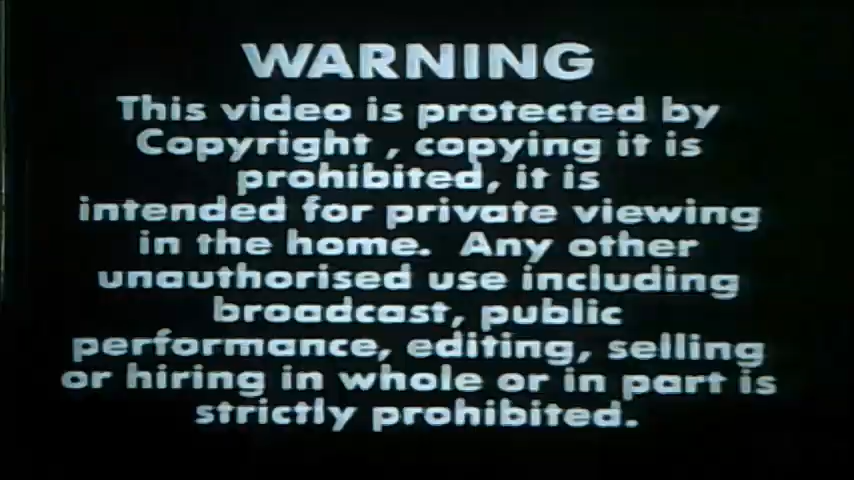 WARNING
This video is protected by
Copyright , copying it is
prohibited, it is
intended for private viewing
in the home. Any other
unauthorised use including
broadcast, public
performance, editing, selling
or hiring in whole or in part is
strictly prohibited.